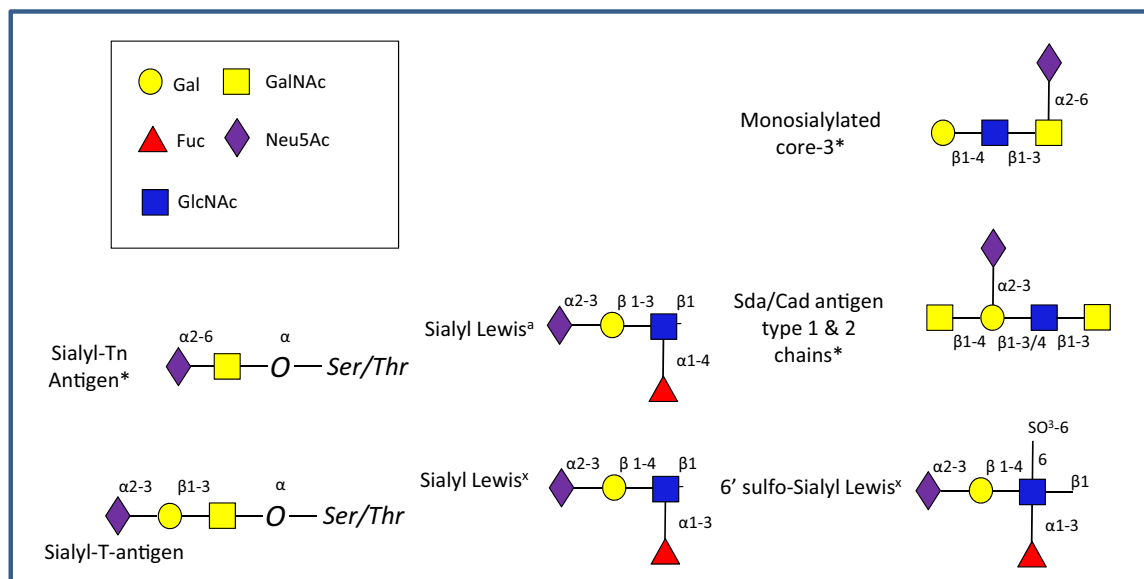 Gal
GalNAc
Fuc
Neu5Ac
GlcNAc
Monosialylated
core-3*
α2-6
β1-4
β1-3
Sialyl-Tn
Antigen*
α2-6
α
O
Ser/Thr
Sialyl Lewisᵃ
α2-3
β 1-3
β1
α1-4
Sda/Cad antigen
type 1 & 2
chains*
α2-3
β1-4
β1-3/4
β1-3
α2-3
β1-3
α
O
Ser/Thr
Sialyl-T-antigen
Sialyl Lewisˣ
α2-3
β 1-4
β1
α1-3
6' sulfo-Sialyl Lewisˣ
SO³-6
6
α2-3
β 1-4
β1
α1-3